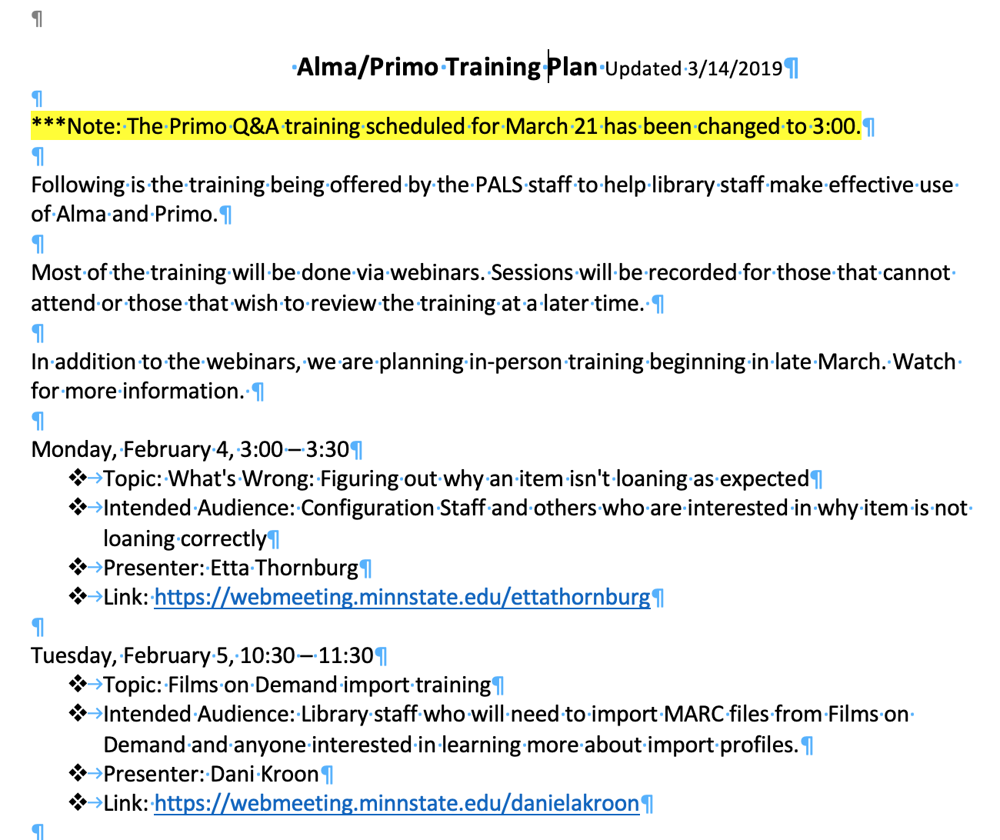 Alma/Primo Training Plan Updated 3/14/2019
***Note: The Primo Q&A training scheduled for March 21 has been changed to 3:00.
Following is the training being offered by the PALS staff to help library staff make effective use
of Alma and Primo.
Most of the training will be done via webinars. Sessions will be recorded for those that cannot
attend or those that wish to review the training at a later time.
In addition to the webinars, we are planning in-person training beginning in late March. Watch
for more information.
Monday, February 4, 3:00 – 3:30
❖ Topic: What's Wrong: Figuring out why an item isn't loaning as expected
❖ Intended Audience: Configuration Staff and others who are interested in why item is not
loaning correctly
❖ Presenter: Etta Thornburg
❖ Link: https://webmeeting.minnstate.edu/ettathornburg
Tuesday, February 5, 10:30 – 11:30
❖ Topic: Films on Demand import training
❖ Intended Audience: Library staff who will need to import MARC files from Films on
Demand and anyone interested in learning more about import profiles.
❖ Presenter: Dani Kroon
❖ Link: https://webmeeting.minnstate.edu/danielakroon